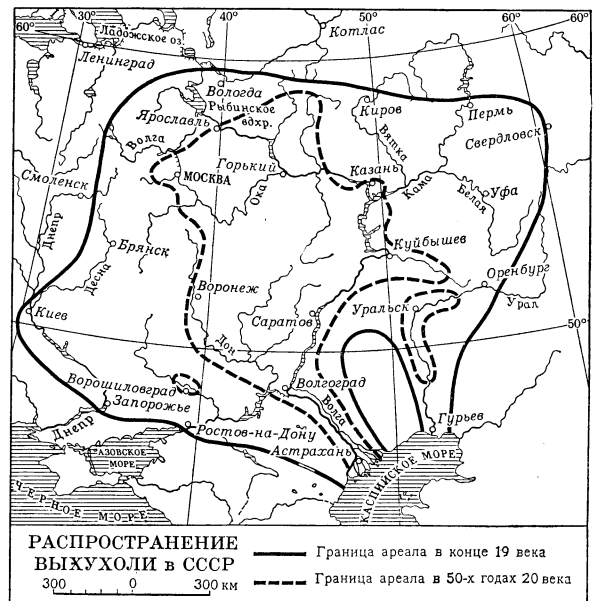 60°
30°
40°
50°
60°
60°
Котлас
Ладожское оз.
Ленинград
Вологда
Рыбинское
вдхр.
Киров
Пермь
Ярославль
Свердловск
Волга
Вятка
Горький
Казань
Смоленск
МОСКВА
Ока
Кама
Белая
Уфа
Днепр
Брянск
Куйбышев
Десна
Оренбург
Воронеж
Уральск
Урал
Киев
Саратов
50°
Дон
Ворошиловград
Волгоград
Запорожье
Волга
Гурьев
Днепр
Ростов-на-Дону
Астрахань
АЗОВСКОЕ
МОРЕ
КАСПИЙСКОЕ МОРЕ
ЧЕРНОЕ МОРЕ
РАСПРОСТРАНЕНИЕ
ВЫХУХОЛИ в СССР
300 0 300 км
Граница ареала в конце 19 века
Граница ареала в 50-х годах 20 века